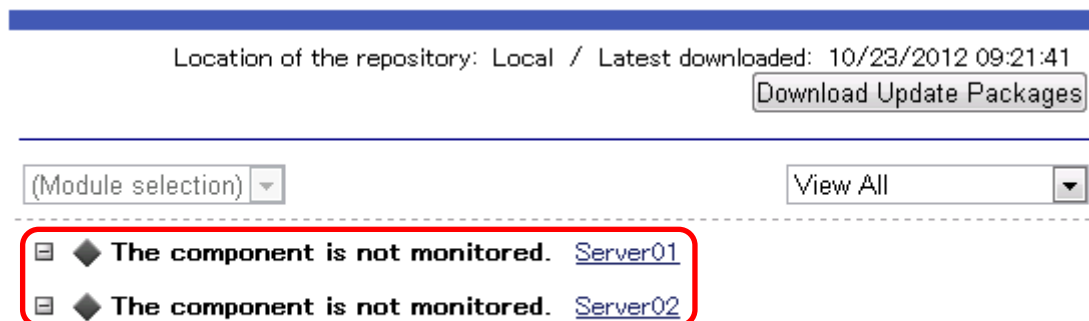 Location of the repository: Local / Latest downloaded: 10/23/2012 09:21:41
Download Update Packages
(Module selection) View All
The component is not monitored. Server01
The component is not monitored. Server02